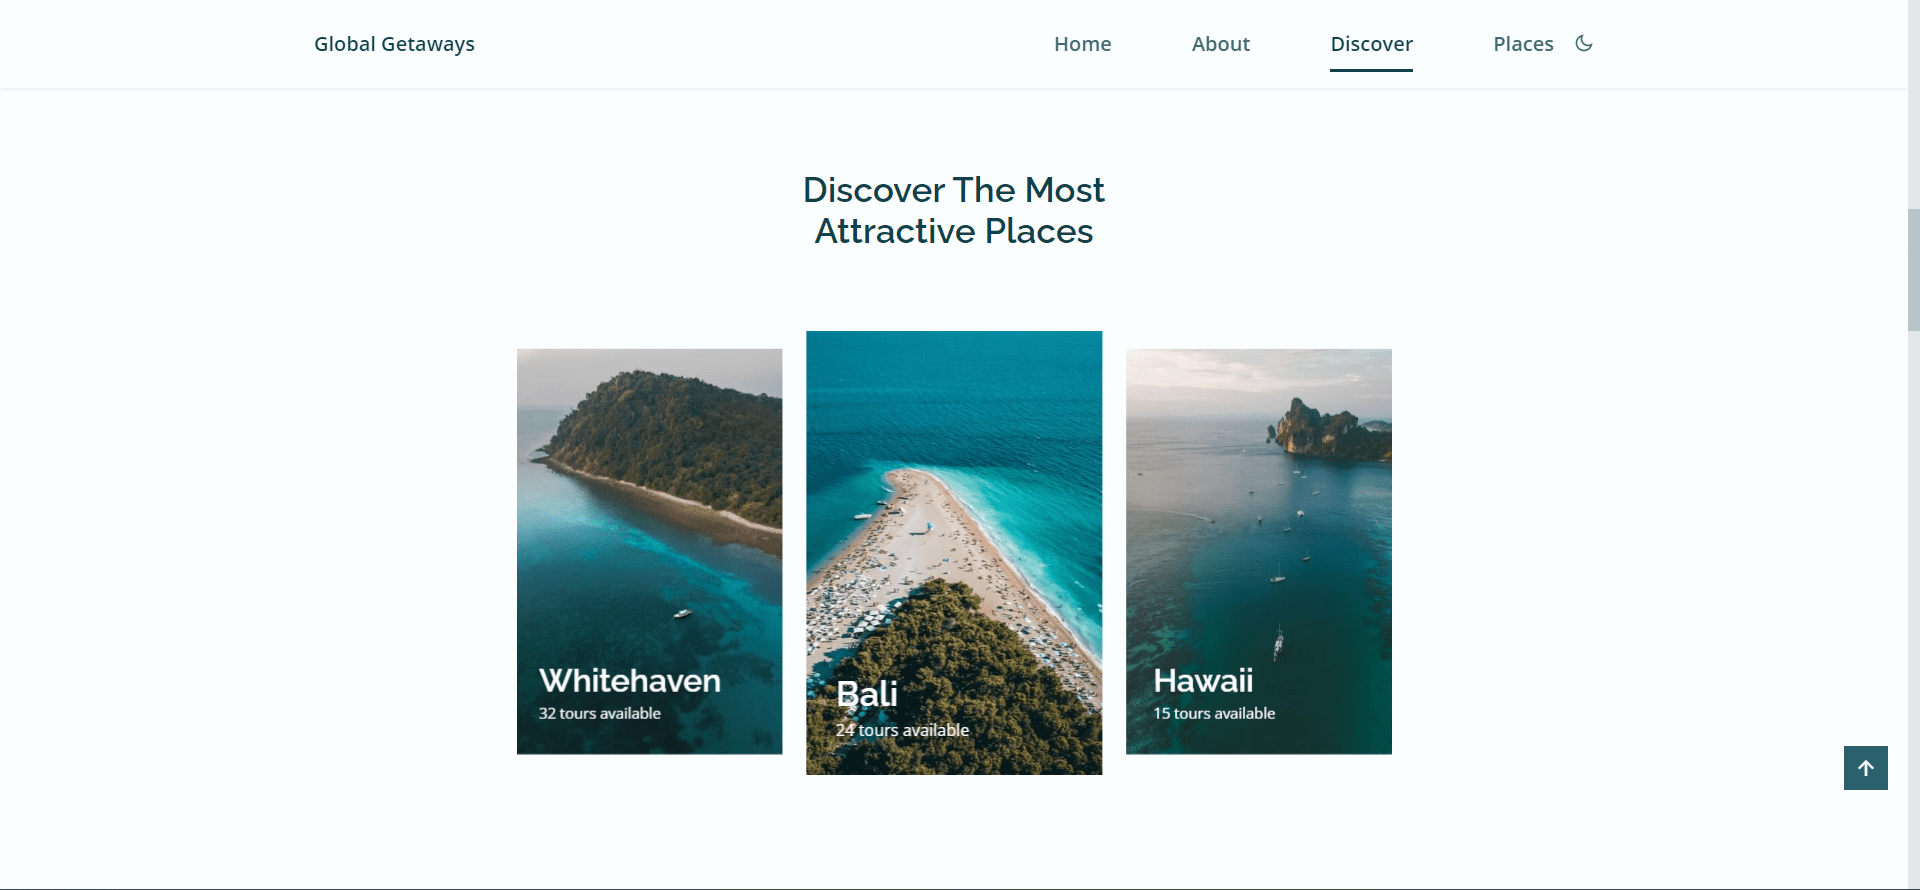 Global Getaways
Home
About
Discover
Places
Discover The Most
Attractive Places
Whitehaven
32 tours available
Bali
24 tours available
Hawaii
15 tours available